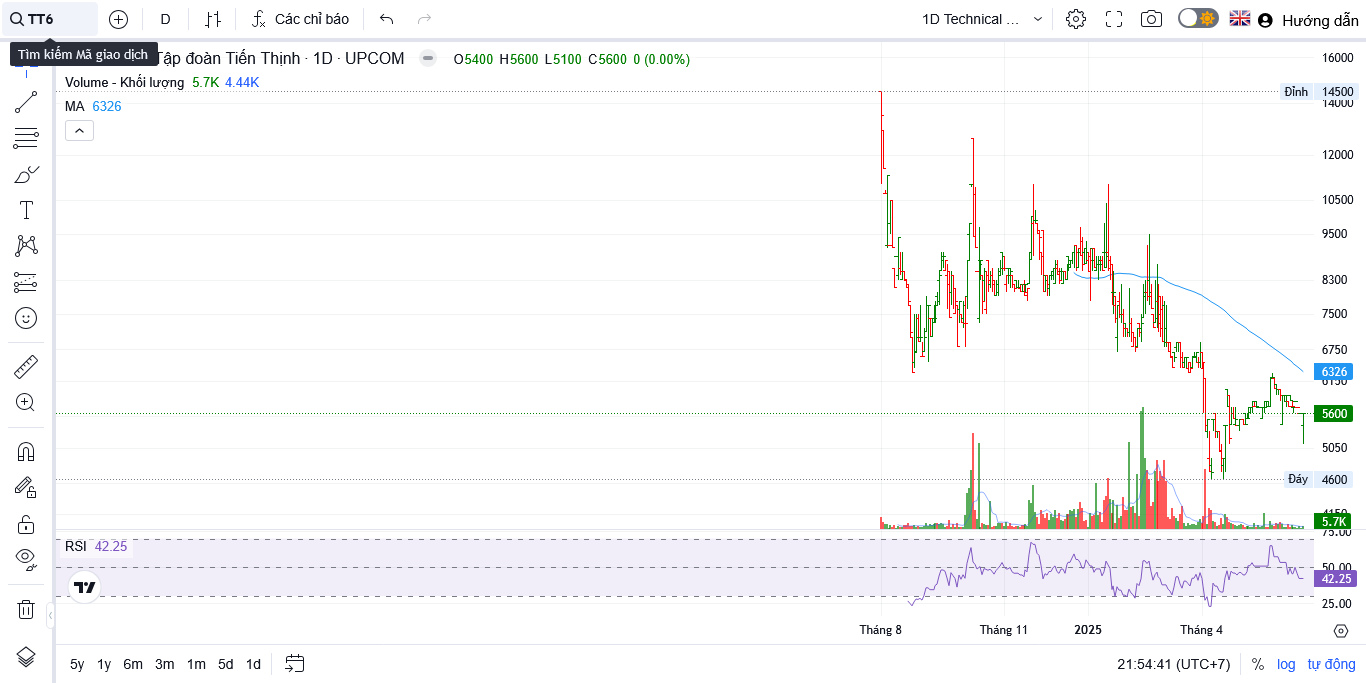 TT6 D Các chỉ báo 1D Technical ... Hướng dẫn
Tìm kiếm Mã giao dịch
Tập đoàn Tiến Thịnh · 1D · UPCOM O5400 H5600 L5100 C5600 0 (0.00%)
Volume - Khối lượng 5.7K 4.44K
MA 6326
16000
Đỉnh 14500
14000
12000
10500
9500
8300
7500
6750
6326
6150
5600
5050
Đáy 4600
4150
5.7K
75.00
RSI 42.25
50.00
42.25
25.00
Tháng 8 Tháng 11 2025 Tháng 4
5y 1y 6m 3m 1m 5d 1d 21:54:41 (UTC+7) % log tự động